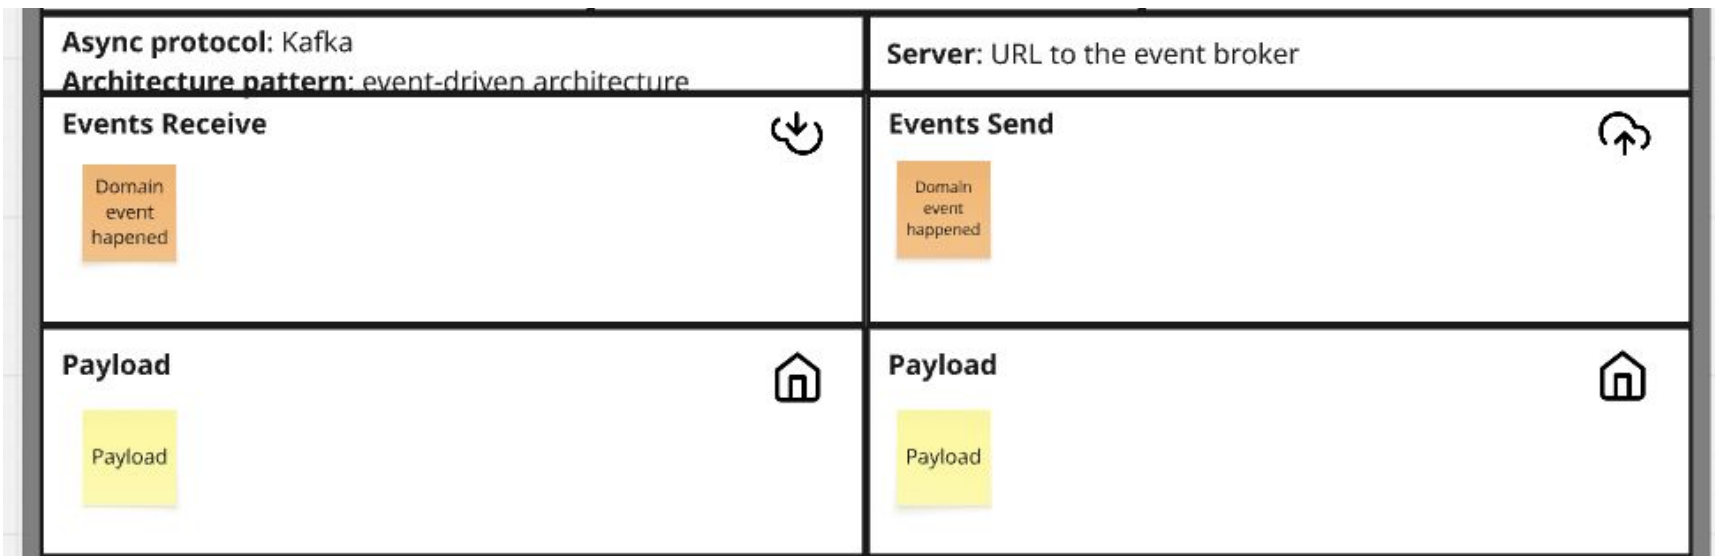 Async protocol: Kafka
Architecture pattern: event-driven architecture
Server: URL to the event broker
Events Receive
Domain
event
hapened
Events Send
Domain
event
happened
Payload
Payload
Payload
Payload